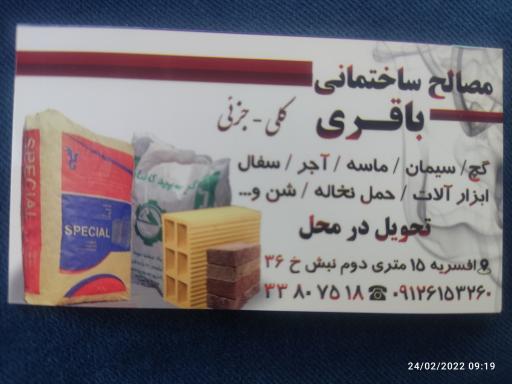 مصالح ساختمانی
باقری
کلی - جزئی
گچ / سیمان / ماسه / آجر / سفال
ابزار آلات / حمل نخاله / شن و...
تحویل در محل
افسریه ۱۵ متری دوم نبش خ ۳۶
۰۹۱۲۶۱۵۳۲۶۰ ☎ ۳۳۸۰۷۵۱۸
SPECIAL
SPECIAL
24/02/2022 09:19